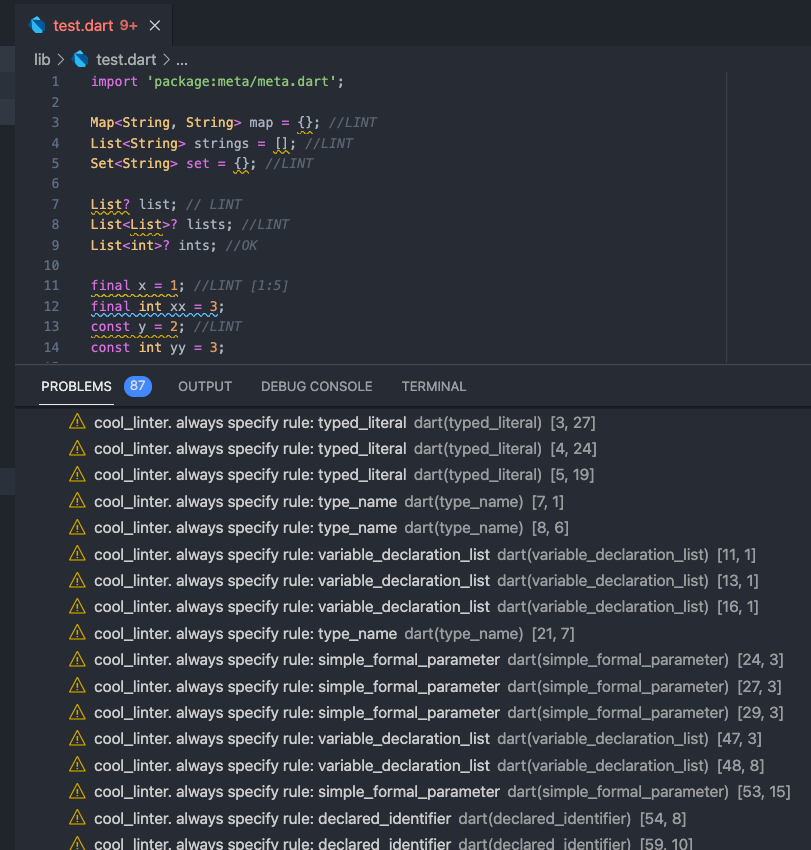 test.dart 9+
lib > test.dart > ...
1 import 'package:meta/meta.dart';
2
3 Map<String, String> map = {}; //LINT
4 List<String> strings = []; //LINT
5 Set<String> set = {}; //LINT
6
7 List? list; // LINT
8 List<List>? lists; //LINT
9 List<int>? ints; //OK
10
11 final x = 1; //LINT [1:5]
12 final int xx = 3;
13 const y = 2; //LINT
14 const int yy = 3;
PROBLEMS 87 OUTPUT DEBUG CONSOLE TERMINAL
cool_linter. always specify rule: typed_literal dart(typed_literal) [3, 27]
cool_linter. always specify rule: typed_literal dart(typed_literal) [4, 24]
cool_linter. always specify rule: typed_literal dart(typed_literal) [5, 19]
cool_linter. always specify rule: type_name dart(type_name) [7, 1]
cool_linter. always specify rule: type_name dart(type_name) [8, 6]
cool_linter. always specify rule: variable_declaration_list dart(variable_declaration_list) [11, 1]
cool_linter. always specify rule: variable_declaration_list dart(variable_declaration_list) [13, 1]
cool_linter. always specify rule: variable_declaration_list dart(variable_declaration_list) [16, 1]
cool_linter. always specify rule: type_name dart(type_name) [21, 7]
cool_linter. always specify rule: simple_formal_parameter dart(simple_formal_parameter) [24, 3]
cool_linter. always specify rule: simple_formal_parameter dart(simple_formal_parameter) [27, 3]
cool_linter. always specify rule: simple_formal_parameter dart(simple_formal_parameter) [29, 3]
cool_linter. always specify rule: variable_declaration_list dart(variable_declaration_list) [47, 3]
cool_linter. always specify rule: variable_declaration_list dart(variable_declaration_list) [48, 8]
cool_linter. always specify rule: simple_formal_parameter dart(simple_formal_parameter) [53, 15]
cool_linter. always specify rule: declared_identifier dart(declared_identifier) [54, 8]
cool_linter. always specify rule: declared_identifier dart(declared_identifier) [59, 10]